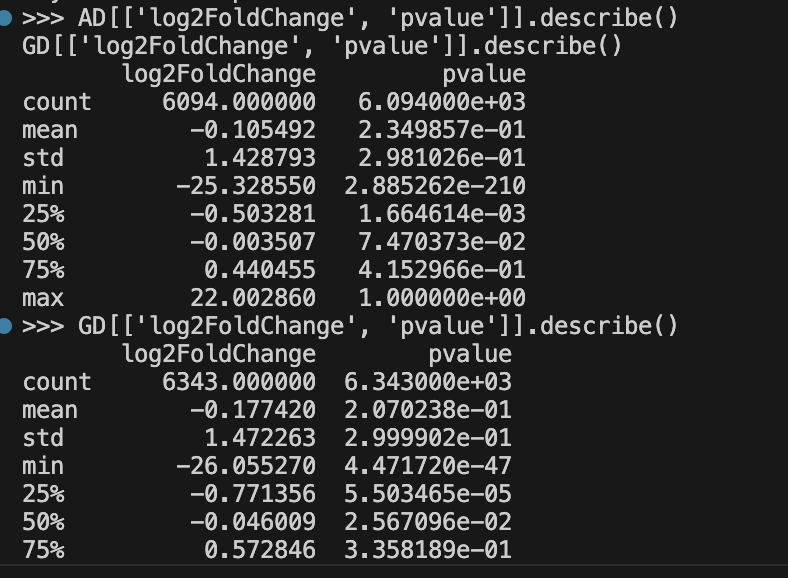 >>> AD[['log2FoldChange', 'pvalue']].describe()
GD[['log2FoldChange', 'pvalue']].describe()
       log2FoldChange         pvalue
count     6094.000000   6.094000e+03
mean        -0.105492   2.349857e-01
std          1.428793   2.981026e-01
min        -25.328550  2.885262e-210
25%         -0.503281   1.664614e-03
50%         -0.003507   7.470373e-02
75%          0.440455   4.152966e-01
max         22.002860   1.000000e+00
>>> GD[['log2FoldChange', 'pvalue']].describe()
       log2FoldChange        pvalue
count     6343.000000  6.343000e+03
mean        -0.177420  2.070238e-01
std          1.472263  2.999902e-01
min        -26.055270  4.471720e-47
25%         -0.771356  5.503465e-05
50%         -0.046009  2.567096e-02
75%          0.572846  3.358189e-01